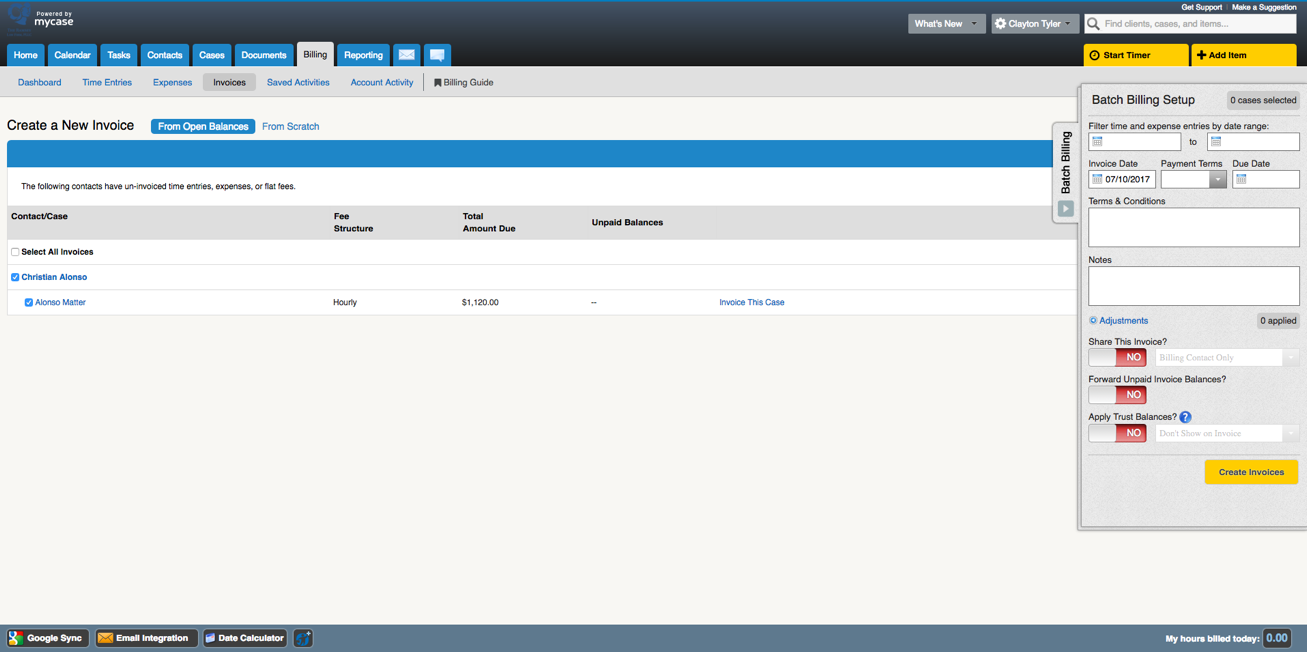 Get Support | Make a Suggestion
Powered by
mycase
What's New
Clayton Tyler
Find clients, cases, and items...
Home
Calendar
Tasks
Contacts
Cases
Documents
Billing
Reporting
Start Timer
Add Item
Dashboard
Time Entries
Expenses
Invoices
Saved Activities
Account Activity
Billing Guide
Create a New Invoice
From Open Balances
From Scratch
The following contacts have un-invoiced time entries, expenses, or flat fees.
Contact/Case
Fee
Structure
Total
Amount Due
Unpaid Balances
Select All Invoices
Christian Alonso
Alonso Matter
Hourly
$1,120.00
--
Invoice This Case
Batch Billing
Batch Billing Setup
0 cases selected
Filter time and expense entries by date range:
to
Invoice Date
Payment Terms
Due Date
07/10/2017
Terms & Conditions
Notes
Adjustments
0 applied
Share This Invoice?
NO
Billing Contact Only
Forward Unpaid Invoice Balances?
NO
Apply Trust Balances? ?
NO
Don't Show on Invoice
Create Invoices
Google Sync
Email Integration
Date Calculator
My hours billed today: 0.00